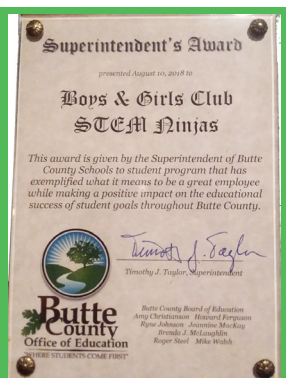 Superintendent's Award
presented August 10, 2018 to
Boys & Girls Club
STEM Ninjas
This award is given by the Superintendent of Butte
County Schools to student program that has
exemplified what it means to be a great employee
while making a positive impact on the educational
success of student goals throughout Butte County.
Timothy J. Taylor
Timothy J. Taylor, Superintendent
Butte
County
Office of Education
"WHERE STUDENTS COME FIRST"
Butte County Board of Education
Amy Christianson Howard Ferguson
Ryne Johnson Jeannine MacKay
Brenda J. McLaughlin
Roger Steel Mike Walsh